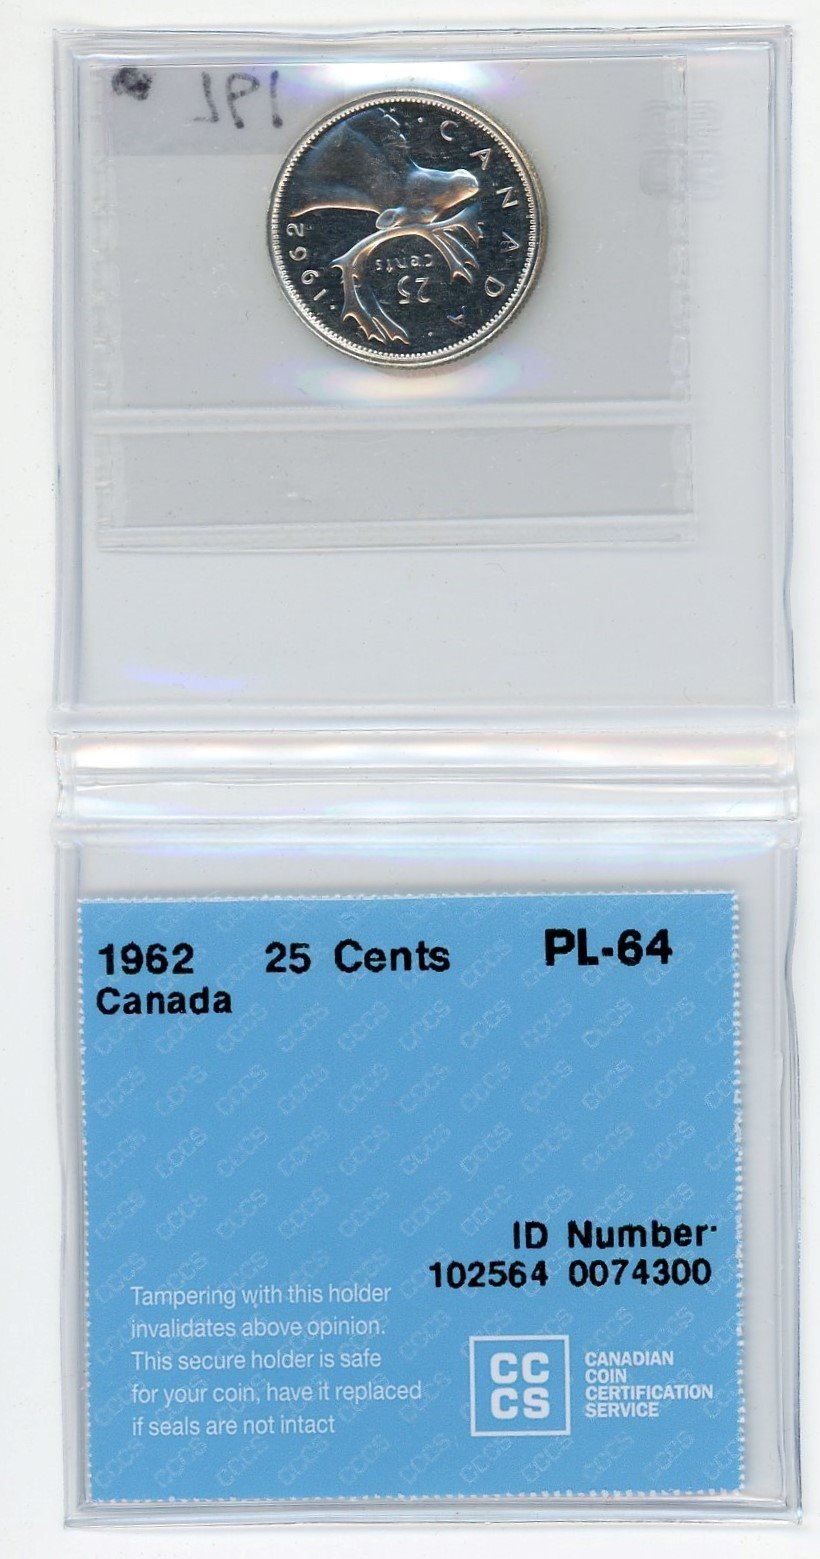 CANADA
1962
25
cents
1962 25 Cents PL-64
Canada
ID Number:
102564 0074300
Tampering with this holder
invalidates above opinion.
This secure holder is safe
for your coin, have it replaced
if seals are not intact
CC
CS
CANADIAN
COIN
CERTIFICATION
SERVICE